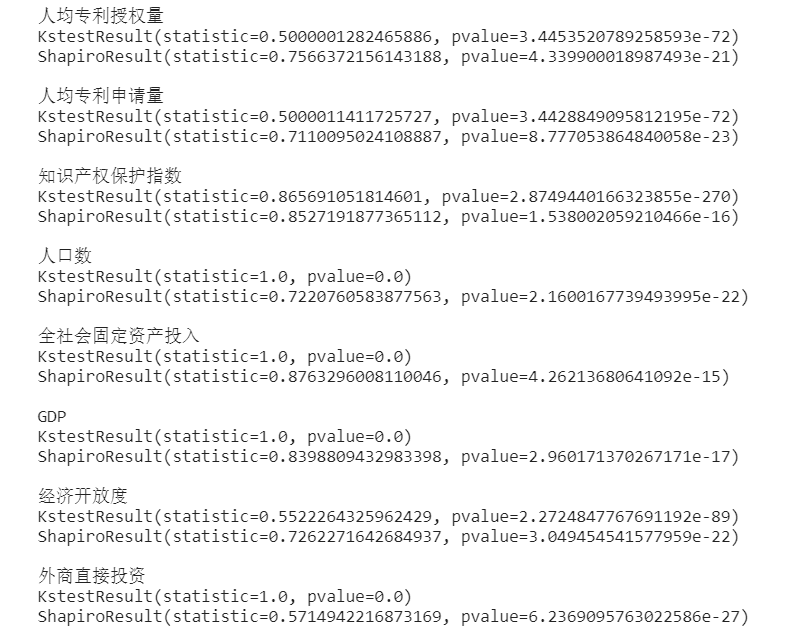 人均专利授权量
KstestResult(statistic=0.5000001282465886, pvalue=3.4453520789258593e-72)
ShapiroResult(statistic=0.7566372156143188, pvalue=4.339900018987493e-21)
人均专利申请量
KstestResult(statistic=0.5000011411725727, pvalue=3.4428849095812195e-72)
ShapiroResult(statistic=0.7110095024108887, pvalue=8.777053864840058e-23)
知识产权保护指数
KstestResult(statistic=0.865691051814601, pvalue=2.8749440166323855e-270)
ShapiroResult(statistic=0.8527191877365112, pvalue=1.538002059210466e-16)
人口数
KstestResult(statistic=1.0, pvalue=0.0)
ShapiroResult(statistic=0.7220760583877563, pvalue=2.1600167739493995e-22)
全社会固定资产投入
KstestResult(statistic=1.0, pvalue=0.0)
ShapiroResult(statistic=0.8763296008110046, pvalue=4.26213680641092e-15)
GDP
KstestResult(statistic=1.0, pvalue=0.0)
ShapiroResult(statistic=0.8398809432983398, pvalue=2.960171370267171e-17)
经济开放度
KstestResult(statistic=0.5522264325962429, pvalue=2.2724847767691192e-89)
ShapiroResult(statistic=0.7262271642684937, pvalue=3.049454541577959e-22)
外商直接投资
KstestResult(statistic=1.0, pvalue=0.0)
ShapiroResult(statistic=0.5714942216873169, pvalue=6.2369095763022586e-27)